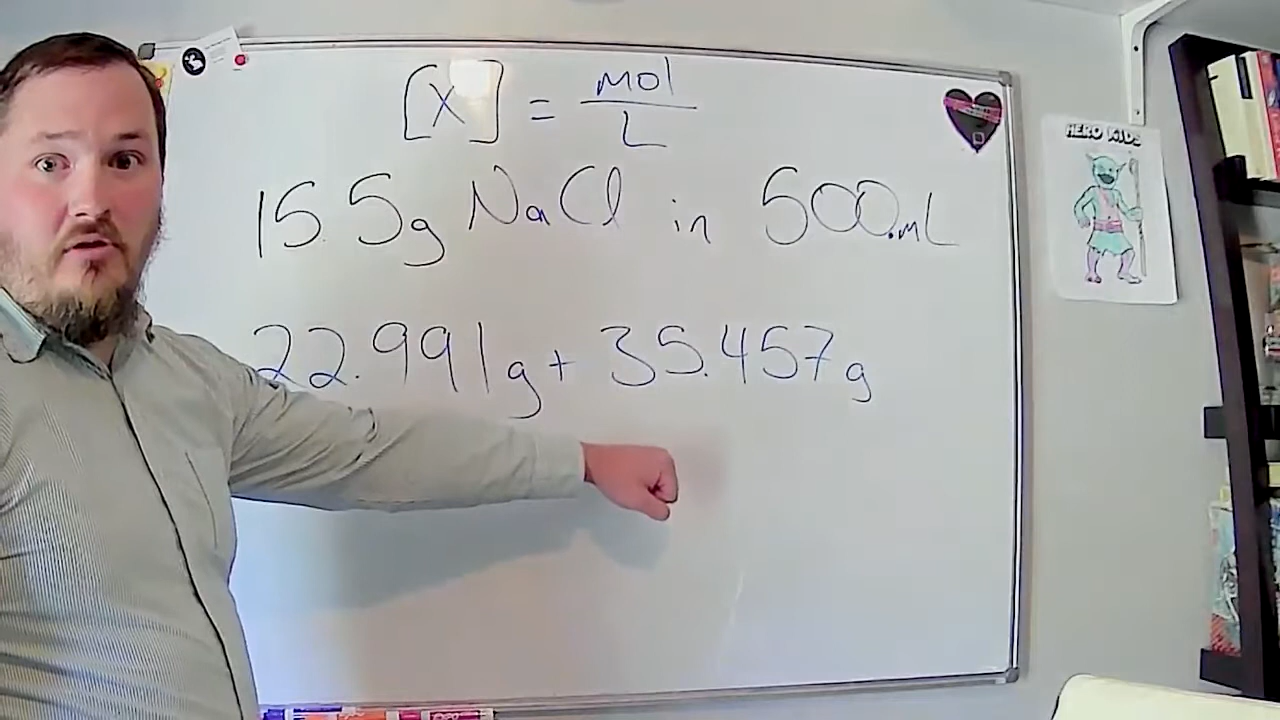 [X] = mol / L
15.5g NaCl in 500.mL
22.991g + 35.457g
HERO KIDS